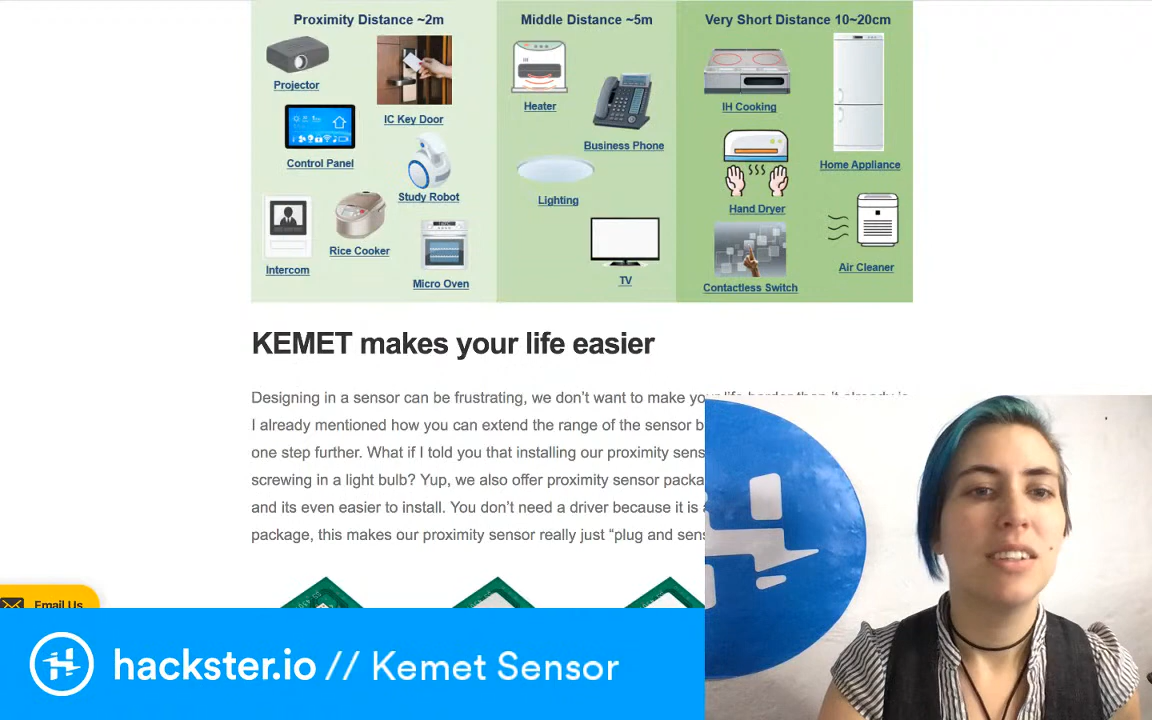 Proximity Distance ~2m
Middle Distance ~5m
Very Short Distance 10~20cm
Projector
IC Key Door
Control Panel
Study Robot
Intercom
Rice Cooker
Micro Oven
Heater
Business Phone
Lighting
TV
IH Cooking
Home Appliance
Hand Dryer
Air Cleaner
Contactless Switch
KEMET makes your life easier
Designing in a sensor can be frustrating, we don't want to make your life harder than it already is.
I already mentioned how you can extend the range of the sensor
one step further. What if I told you that installing our proximity
screwing in a light bulb? Yup, we also offer proximity sensor
and its even easier to install. You don't need a driver because it is
package, this makes our proximity sensor really just "plug and
Email Us
hackster.io // Kemet Sensor